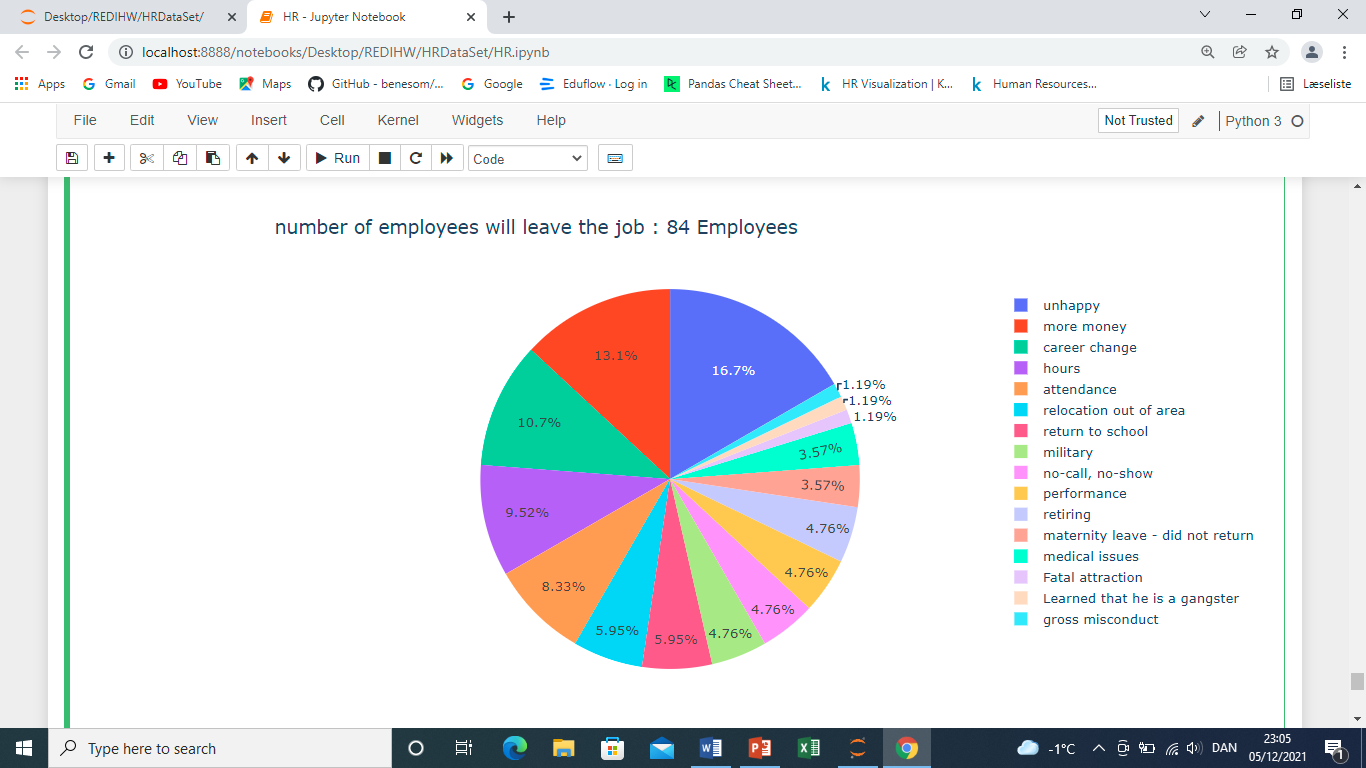 Desktop/REDIHW/HRDataSet/
HR - Jupyter Notebook
localhost:8888/notebooks/Desktop/REDIHW/HRDataSet/HR.ipynb
Apps Gmail YouTube Maps GitHub - benesom/... Google Eduflow · Log in Pandas Cheat Sheet... HR Visualization | K... Human Resources... Læseliste
File Edit View Insert Cell Kernel Widgets Help Not Trusted Python 3
Run Code
number of employees will leave the job : 84 Employees
16.7%
1.19%
1.19%
1.19%
3.57%
3.57%
4.76%
4.76%
4.76%
4.76%
5.95%
5.95%
8.33%
9.52%
10.7%
13.1%
unhappy
more money
career change
hours
attendance
relocation out of area
return to school
military
no-call, no-show
performance
retiring
maternity leave - did not return
medical issues
Fatal attraction
Learned that he is a gangster
gross misconduct
Type here to search
-1°C
DAN
23:05
05/12/2021
1